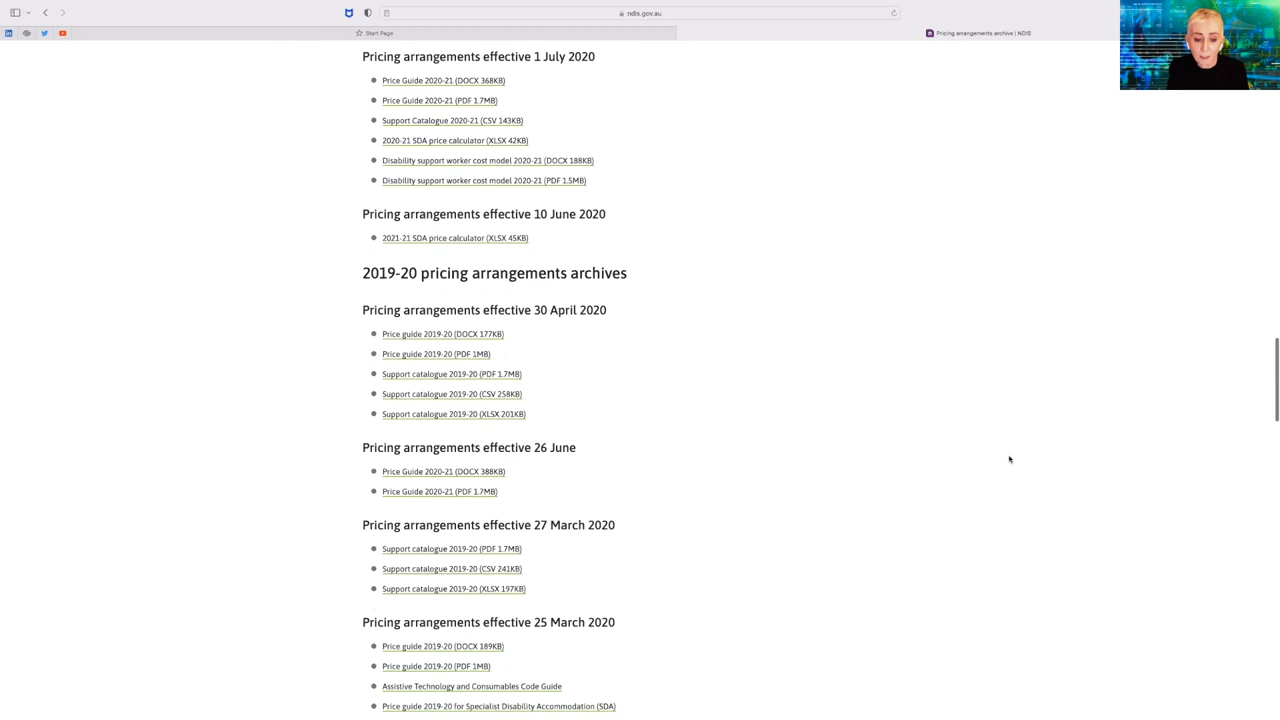 ndis.gov.au
Start Page
Pricing arrangements archive | NDIS
Pricing arrangements effective 1 July 2020
Price Guide 2020-21 (DOCX 368KB)
Price Guide 2020-21 (PDF 1.7MB)
Support Catalogue 2020-21 (CSV 143KB)
2020-21 SDA price calculator (XLSX 42KB)
Disability support worker cost model 2020-21 (DOCX 188KB)
Disability support worker cost model 2020-21 (PDF 1.5MB)
Pricing arrangements effective 10 June 2020
2021-21 SDA price calculator (XLSX 45KB)
2019-20 pricing arrangements archives
Pricing arrangements effective 30 April 2020
Price guide 2019-20 (DOCX 177KB)
Price guide 2019-20 (PDF 1MB)
Support catalogue 2019-20 (PDF 1.7MB)
Support catalogue 2019-20 (CSV 258KB)
Support catalogue 2019-20 (XLSX 201KB)
Pricing arrangements effective 26 June
Price Guide 2020-21 (DOCX 388KB)
Price Guide 2020-21 (PDF 1.7MB)
Pricing arrangements effective 27 March 2020
Support catalogue 2019-20 (PDF 1.7MB)
Support catalogue 2019-20 (CSV 241KB)
Support catalogue 2019-20 (XLSX 197KB)
Pricing arrangements effective 25 March 2020
Price guide 2019-20 (DOCX 189KB)
Price guide 2019-20 (PDF 1MB)
Assistive Technology and Consumables Code Guide
Price guide 2019-20 for Specialist Disability Accommodation (SDA)